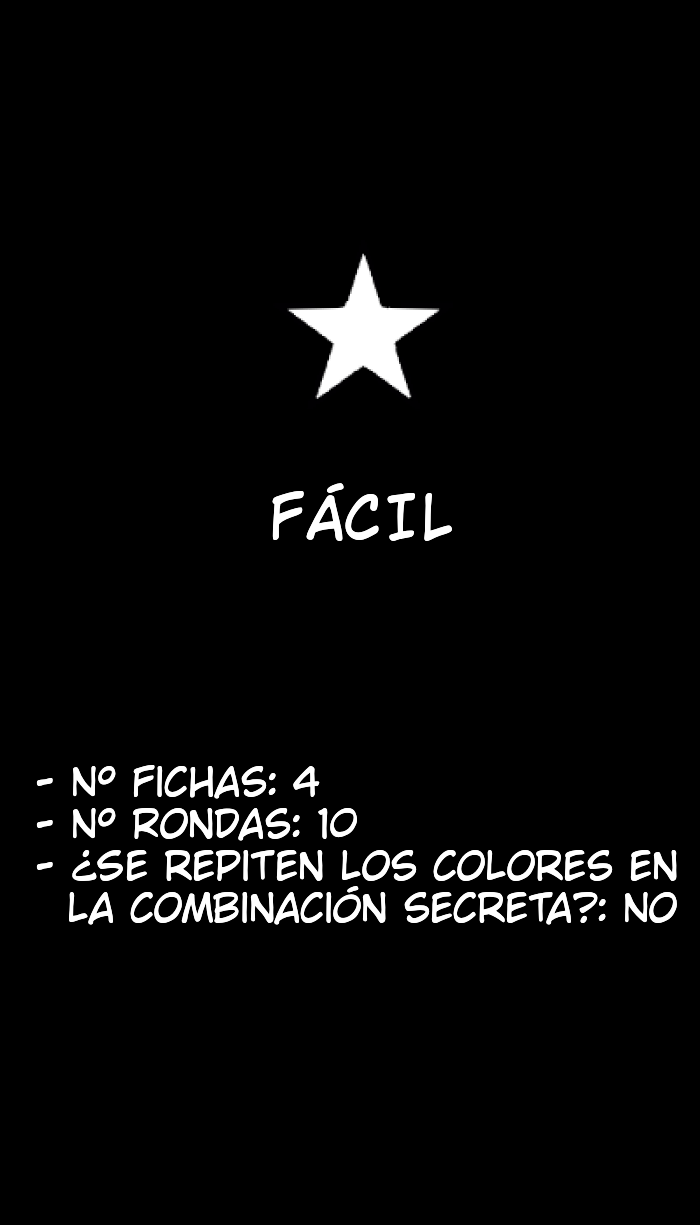 FÁCIL
- Nº FICHAS: 4
- Nº RONDAS: 10
- ¿SE REPITEN LOS COLORES EN
LA COMBINACIÓN SECRETA?: NO